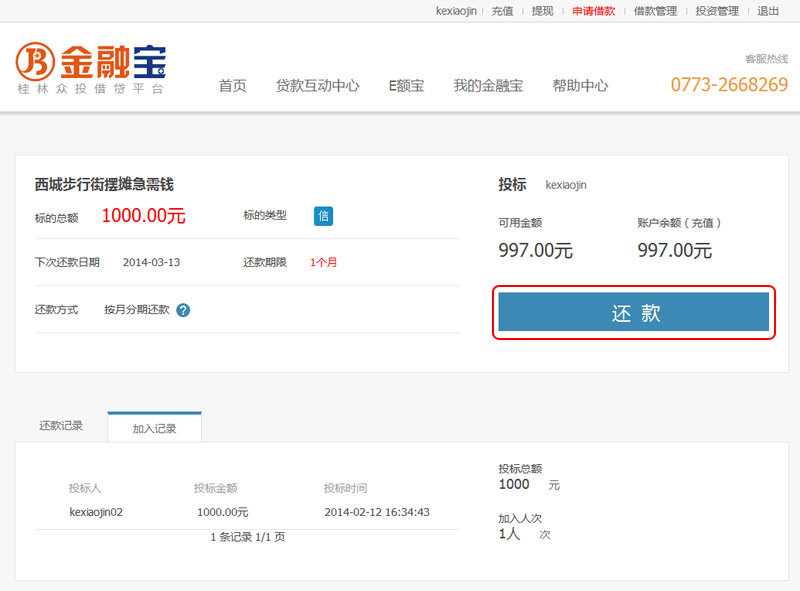 kexiaojin 充值 提现 申请借款 借款管理 投资管理 退出
JB 金融宝
桂林众投借贷平台
首页 贷款互动中心 E额宝 我的金融宝 帮助中心
客服热线
0773-2668269
西城步行街摆摊急需钱
标的总额 1000.00元 标的类型 信
下次还款日期 2014-03-13 还款期限 1个月
还款方式 按月分期还款 ?
投标 kexiaojin
可用金额 账户余额（充值）
997.00元 997.00元
还 款
还款记录 加入记录
投标人 投标金额 投标时间
kexiaojin02 1000.00元 2014-02-12 16:34:43
1 条记录 1/1 页
投标总额
1000 元
加入人次
1人 次